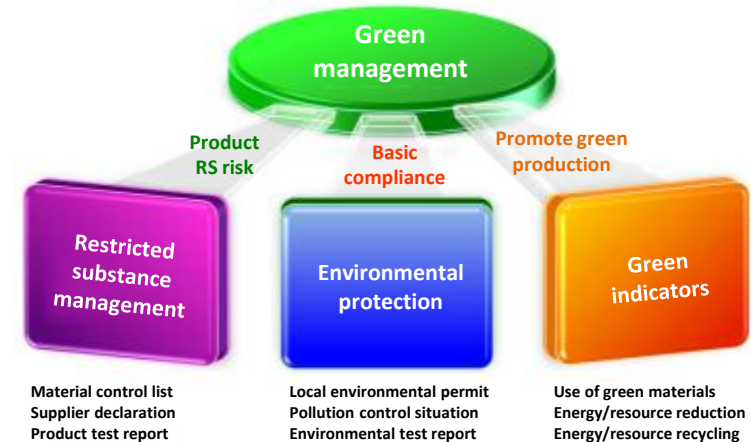 Green
management
Product
RS risk
Basic
compliance
Promote green
production
Restricted
substance
management
Environmental
protection
Green
indicators
Material control list
Supplier declaration
Product test report
Local environmental permit
Pollution control situation
Environmental test report
Use of green materials
Energy/resource reduction
Energy/resource recycling